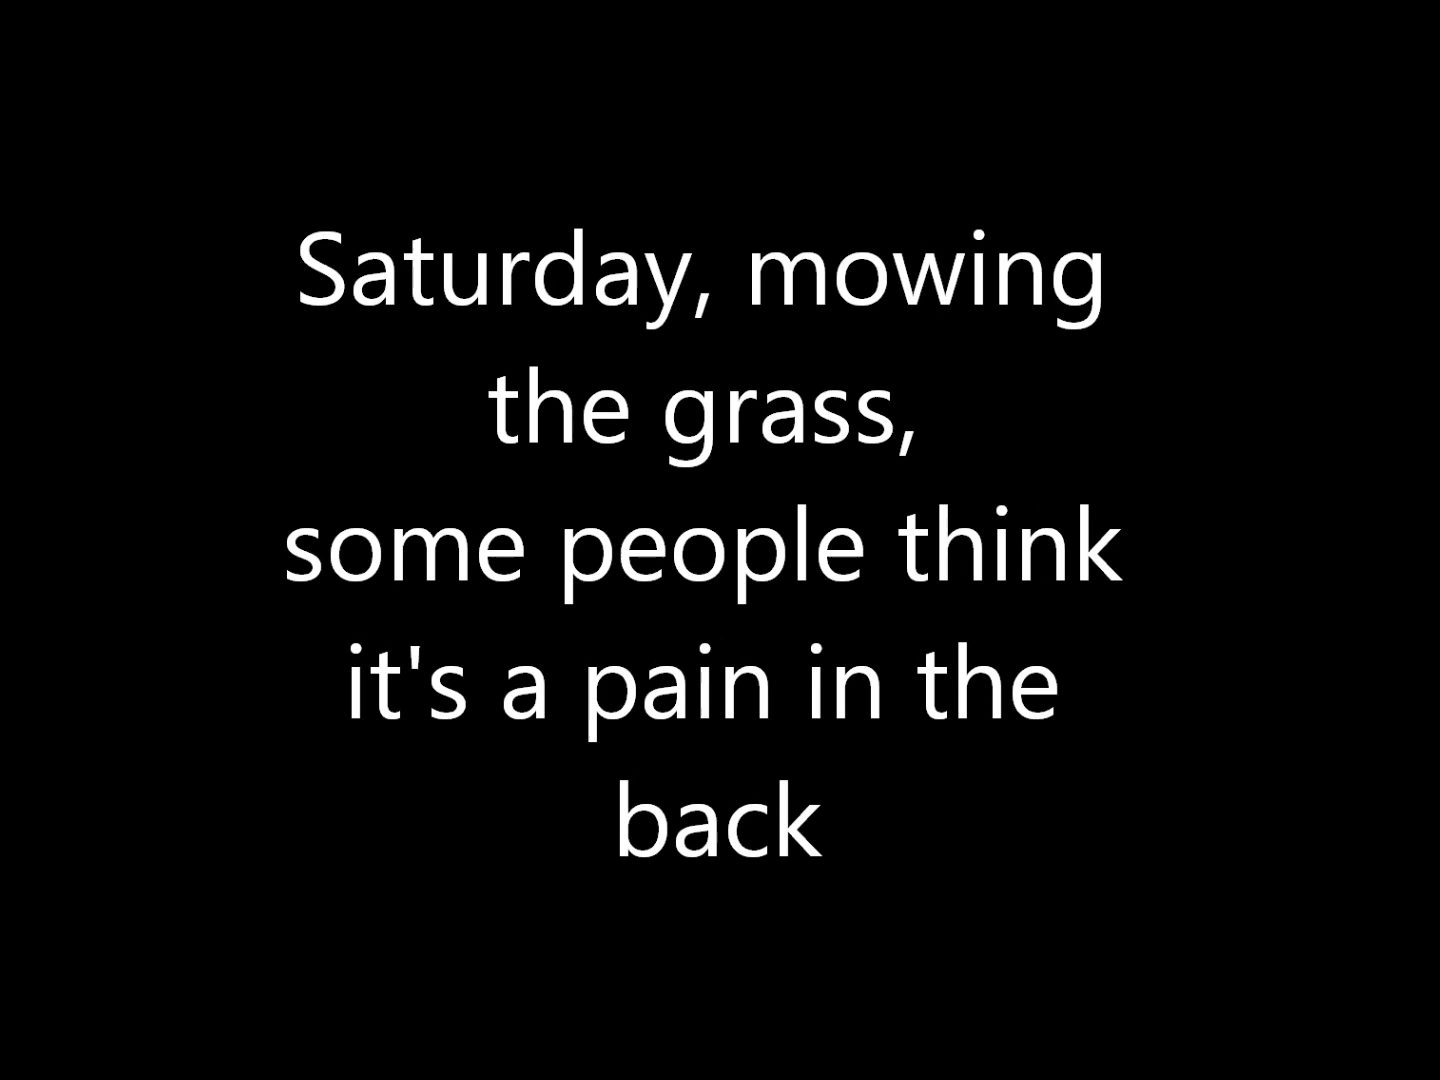 Saturday, mowing
the grass,
some people think
it's a pain in the
back